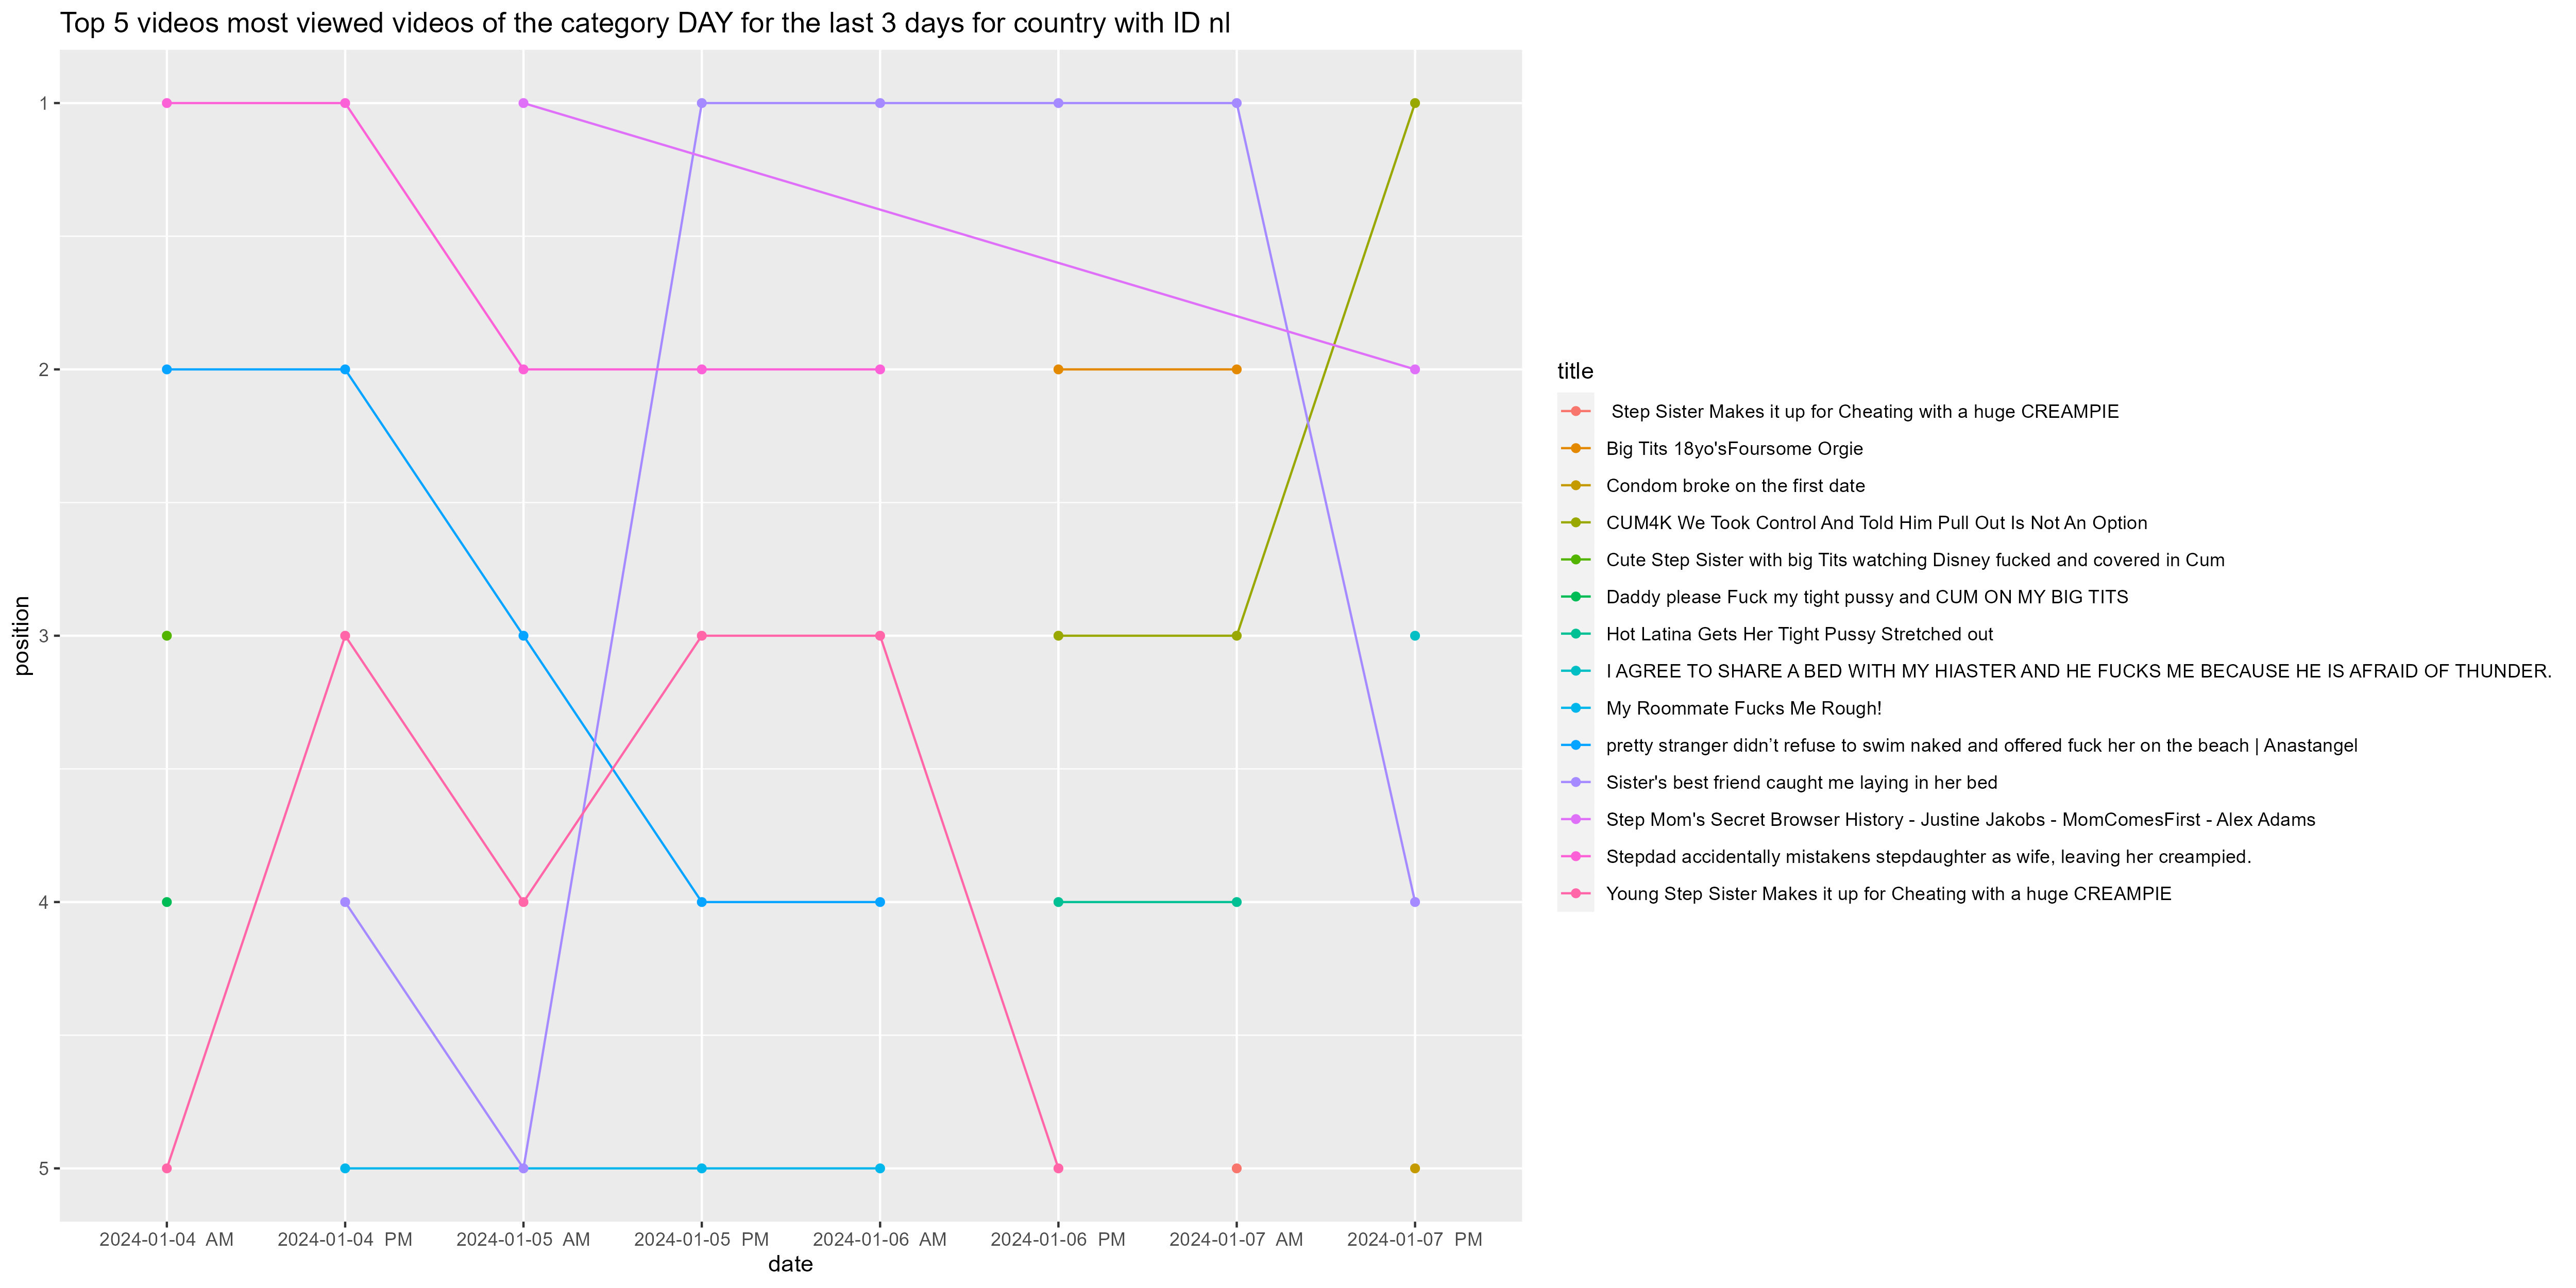 Top 5 videos most viewed videos of the category DAY for the last 3 days for country with ID nl
position
1
2
3
4
5
2024-01-04 AM
2024-01-04 PM
2024-01-05 AM
2024-01-05 PM
2024-01-06 AM
2024-01-06 PM
2024-01-07 AM
2024-01-07 PM
date
title
Step Sister Makes it up for Cheating with a huge CREAMPIE
Big Tits 18yo'sFoursome Orgie
Condom broke on the first date
CUM4K We Took Control And Told Him Pull Out Is Not An Option
Cute Step Sister with big Tits watching Disney fucked and covered in Cum
Daddy please Fuck my tight pussy and CUM ON MY BIG TITS
Hot Latina Gets Her Tight Pussy Stretched out
I AGREE TO SHARE A BED WITH MY HIASTER AND HE FUCKS ME BECAUSE HE IS AFRAID OF THUNDER.
My Roommate Fucks Me Rough!
pretty stranger didn’t refuse to swim naked and offered fuck her on the beach | Anastangel
Sister's best friend caught me laying in her bed
Step Mom's Secret Browser History - Justine Jakobs - MomComesFirst - Alex Adams
Stepdad accidentally mistakens stepdaughter as wife, leaving her creampied.
Young Step Sister Makes it up for Cheating with a huge CREAMPIE